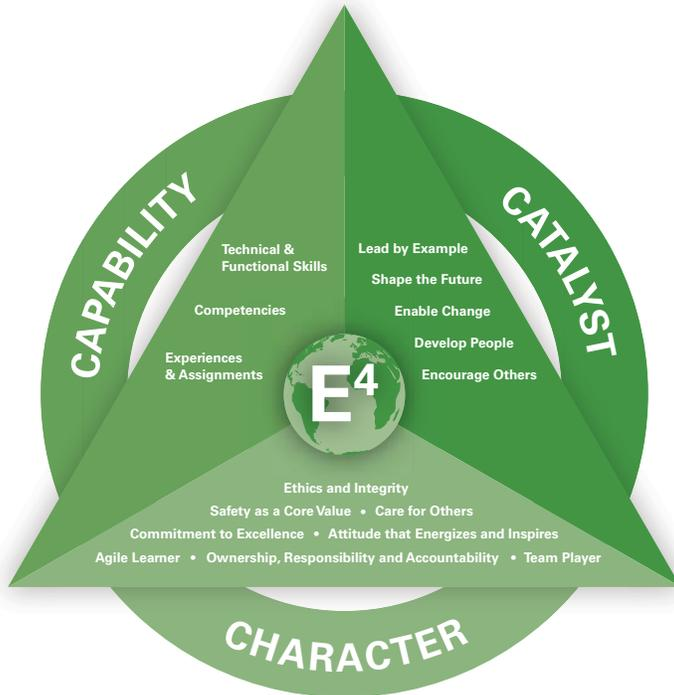 CAPABILITY
CATALYST
Technical &
Functional Skills
Competencies
Experiences
& Assignments
Lead by Example
Shape the Future
Enable Change
Develop People
Encourage Others
E⁴
Ethics and Integrity
Safety as a Core Value • Care for Others
Commitment to Excellence • Attitude that Energizes and Inspires
Agile Learner • Ownership, Responsibility and Accountability • Team Player
CHARACTER